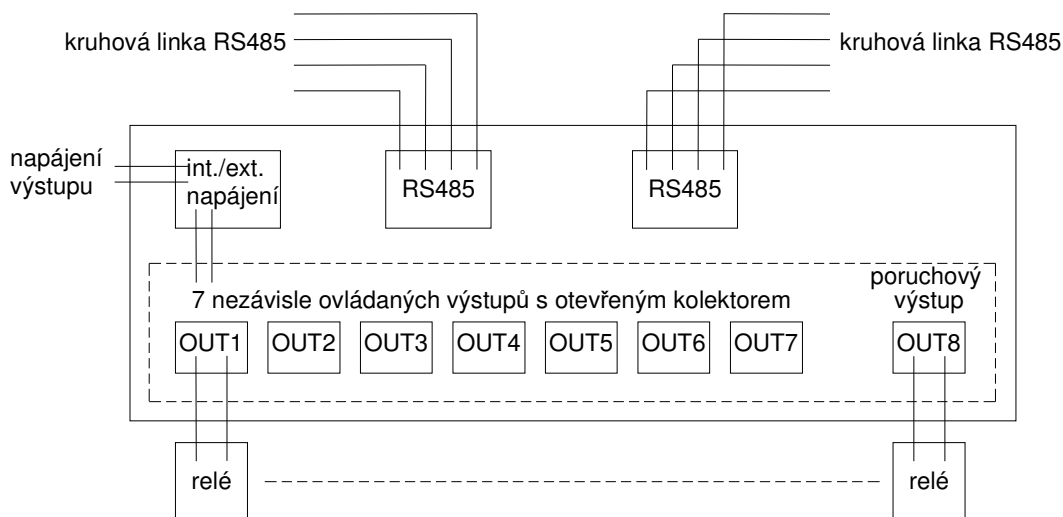 kruhová linka RS485
kruhová linka RS485
napájení
výstupu
int./ext.
napájení
RS485
RS485
7 nezávisle ovládaných výstupů s otevřeným kolektorem
poruchový
výstup
OUT1
OUT2
OUT3
OUT4
OUT5
OUT6
OUT7
OUT8
relé
relé